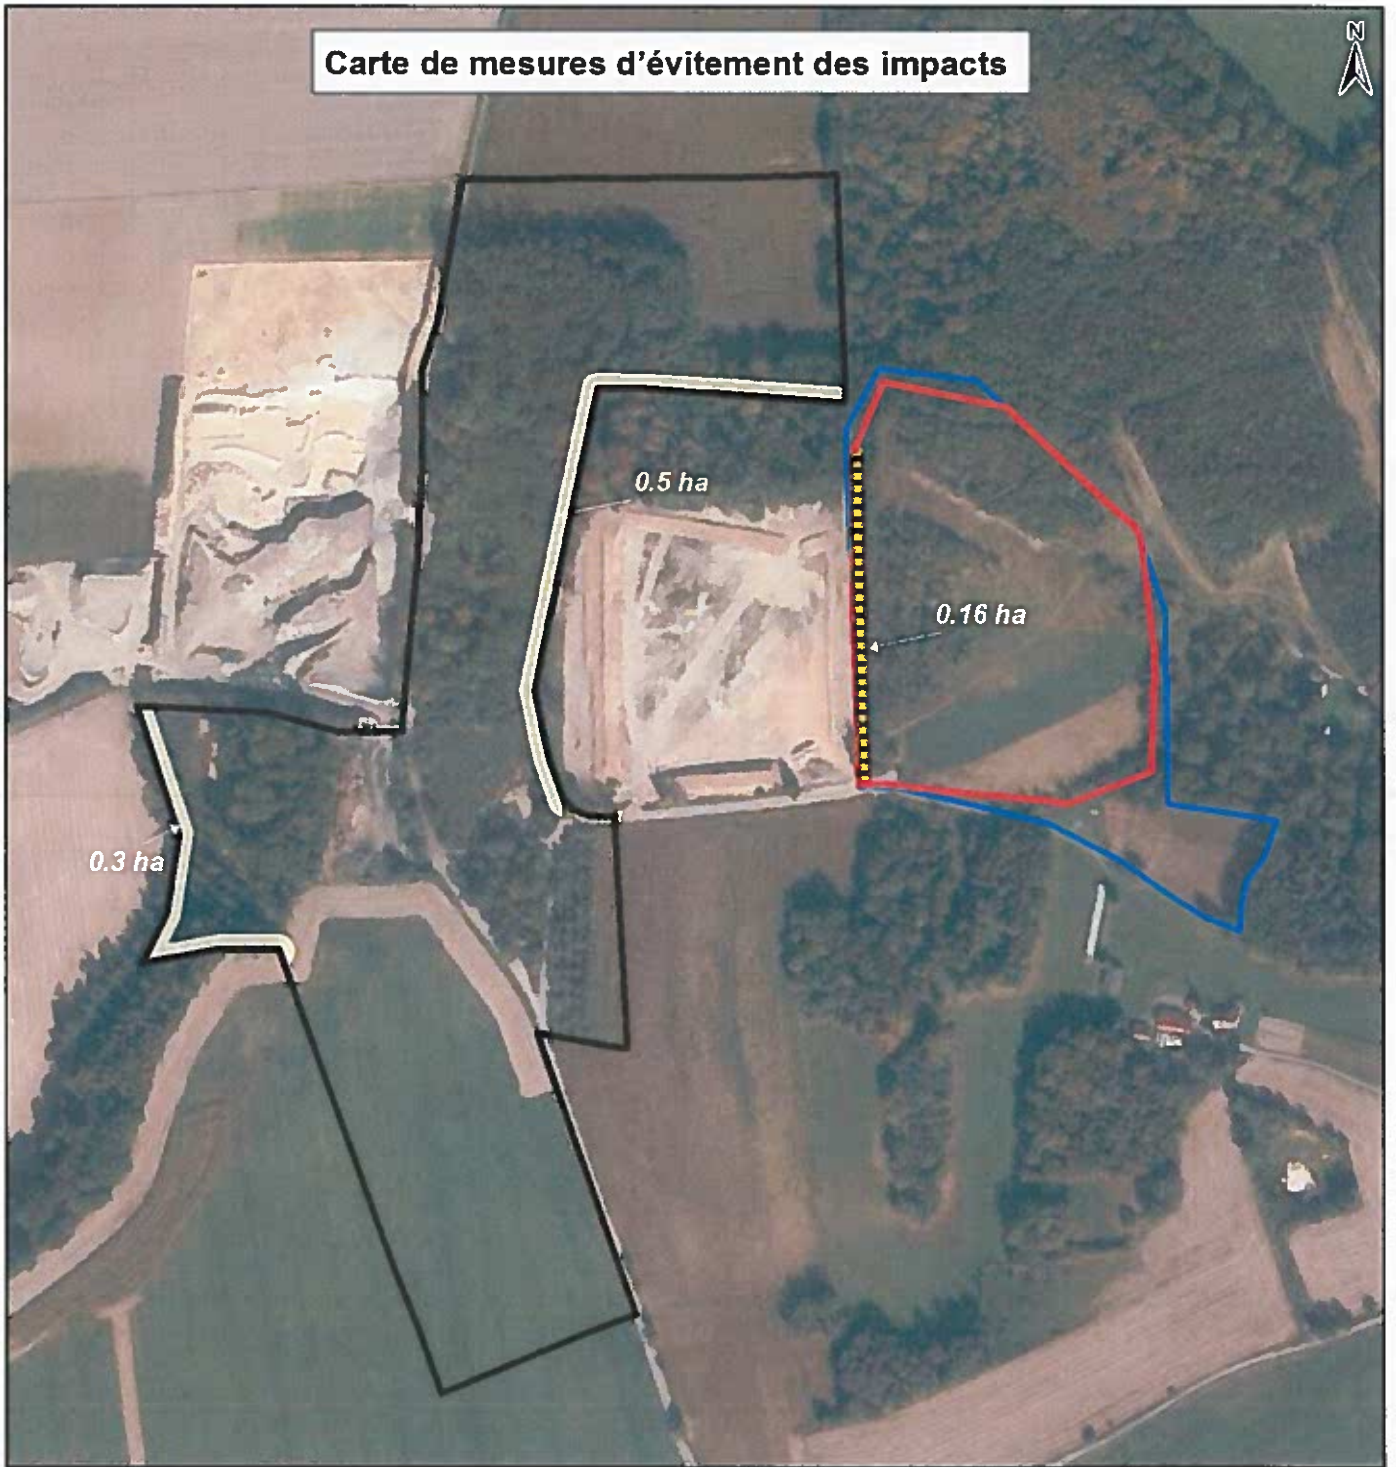 Carte de mesures d'évitement des impacts
N
0.5 ha
0.16 ha
0.3 ha